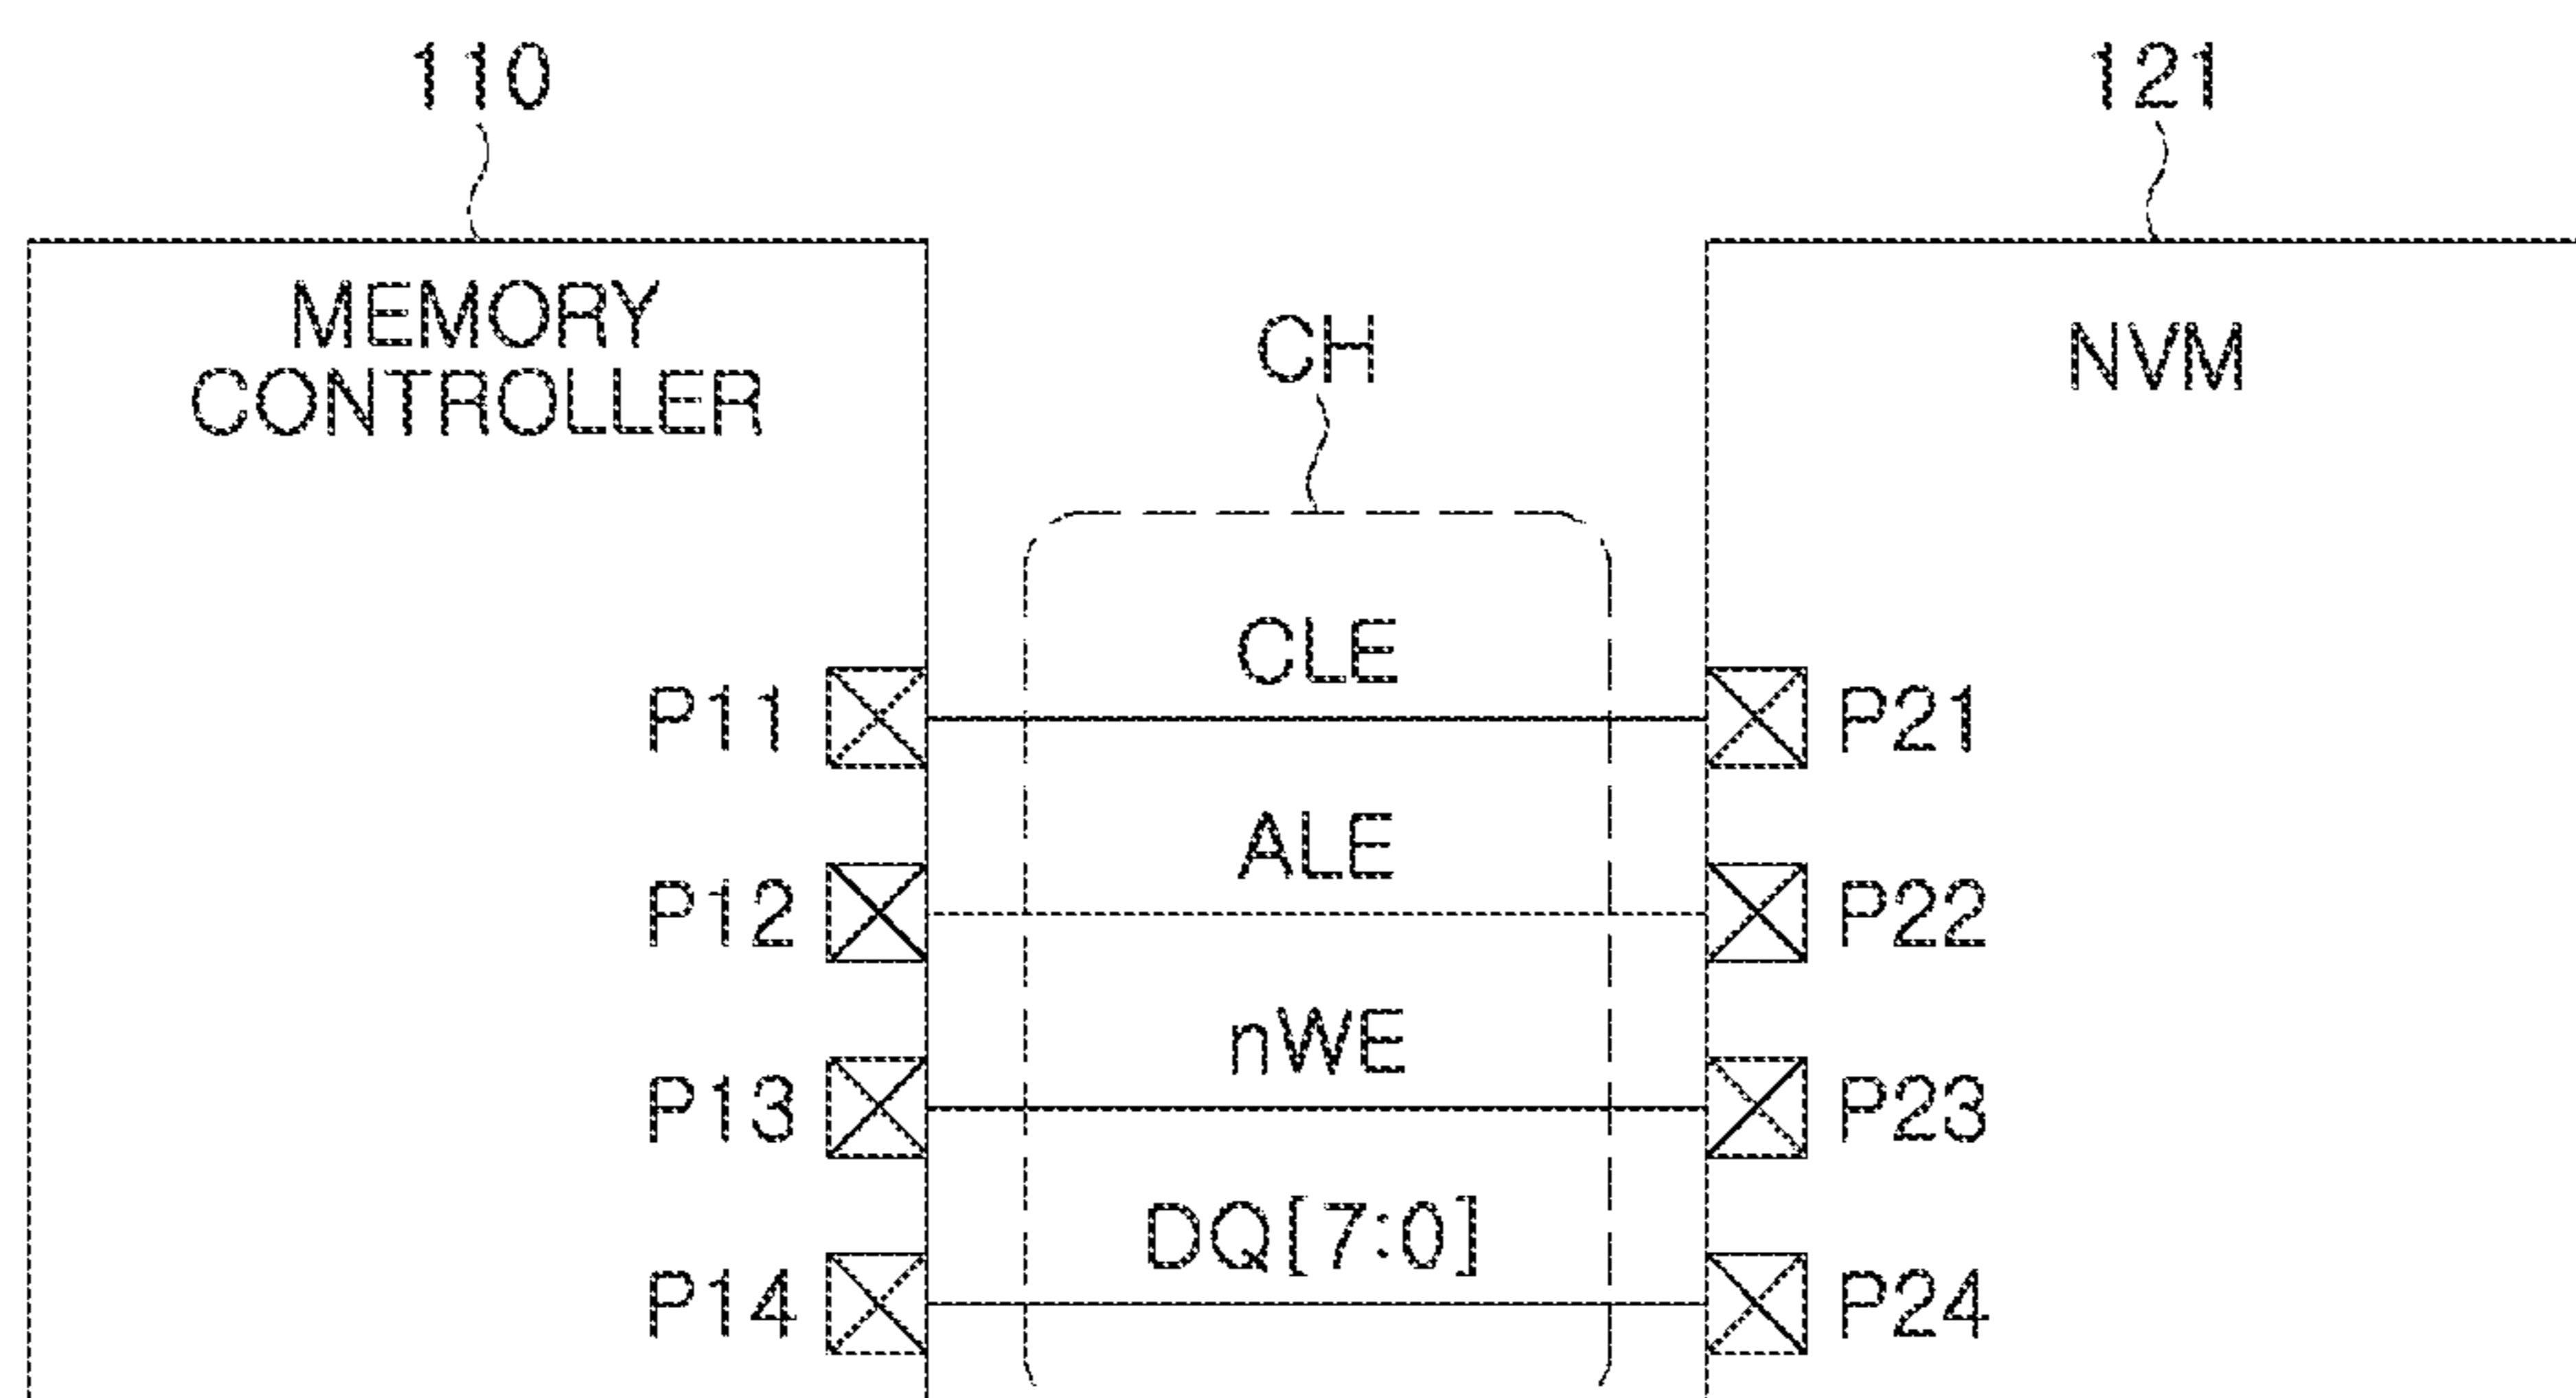 110
121
MEMORY
CONTROLLER
CH
NVM
CLE
P11
P21
ALE
P12
P22
nWE
P13
P23
DQ[7:0]
P14
P24